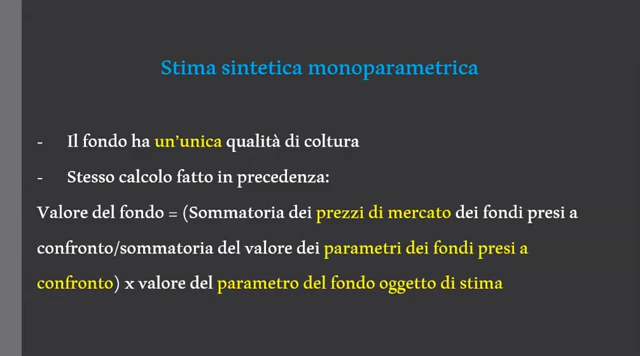 Stima sintetica monoparametrica
- Il fondo ha un'unica qualità di coltura
- Stesso calcolo fatto in precedenza:
Valore del fondo = (Sommatoria dei prezzi di mercato dei fondi presi a
confronto/sommatoria del valore dei parametri dei fondi presi a
confronto) x valore del parametro del fondo oggetto di stima